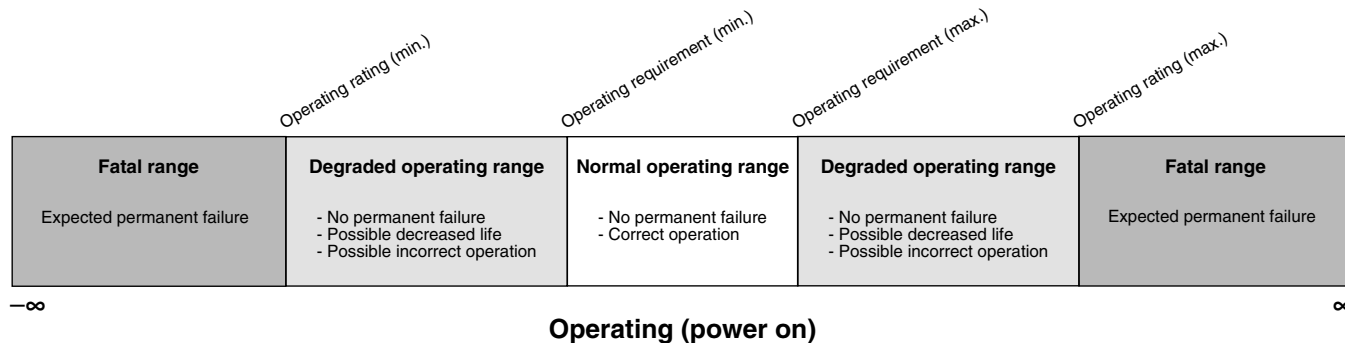 Operating rating (min.)
Operating requirement (min.)
Operating requirement (max.)
Operating rating (max.)
Fatal range
Expected permanent failure
Degraded operating range
- No permanent failure
- Possible decreased life
- Possible incorrect operation
Normal operating range
- No permanent failure
- Correct operation
Degraded operating range
- No permanent failure
- Possible decreased life
- Possible incorrect operation
Fatal range
Expected permanent failure
–∞
∞
Operating (power on)